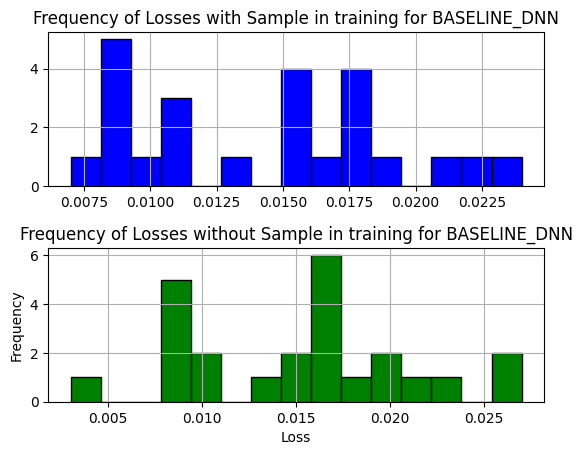 Frequency of Losses with Sample in training for BASELINE_DNN
4
2
0
0.0075 0.0100 0.0125 0.0150 0.0175 0.0200 0.0225
Frequency of Losses without Sample in training for BASELINE_DNN
6
4
2
0
Frequency
0.005 0.010 0.015 0.020 0.025
Loss